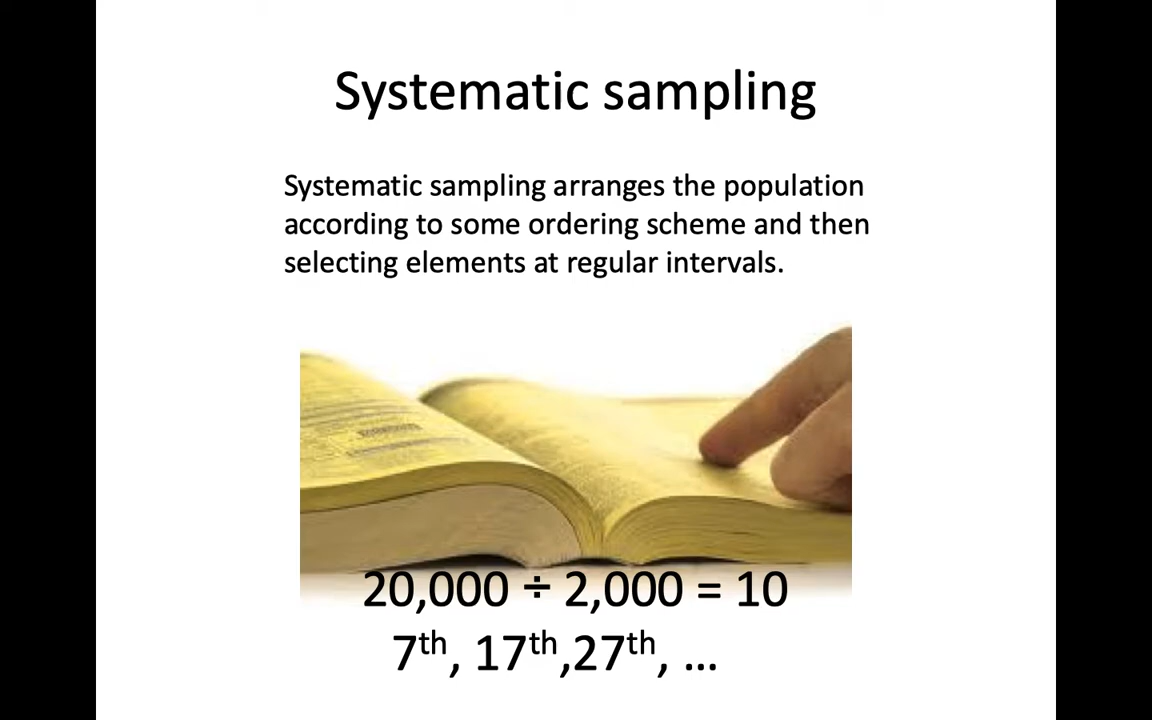 Systematic sampling
Systematic sampling arranges the population
according to some ordering scheme and then
selecting elements at regular intervals.
20,000 ÷ 2,000 = 10
7th, 17th,27th, ...